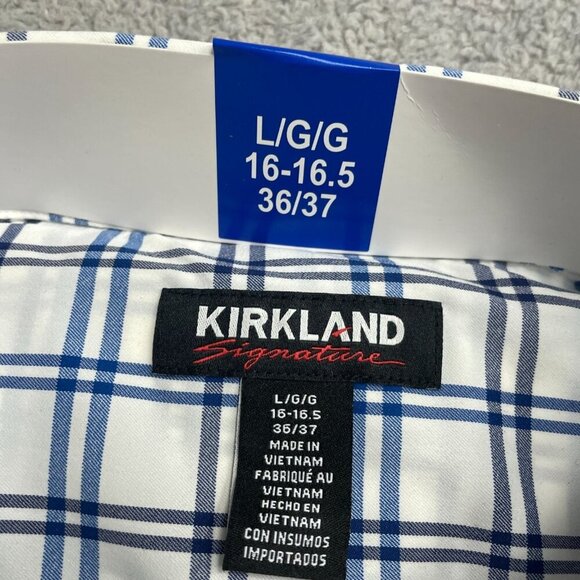 L/G/G
16-16.5
36/37
KIRKLAND
Signature
L/G/G
16-16.5
36/37
MADE IN
VIETNAM
FABRIQUÉ AU
VIETNAM
HECHO EN
VIETNAM
CON INSUMOS
IMPORTADOS